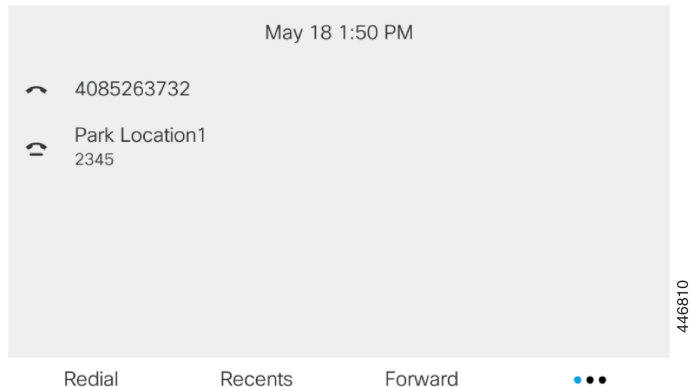 May 18 1:50 PM
4085263732
Park Location1
2345
446810
Redial Recents Forward